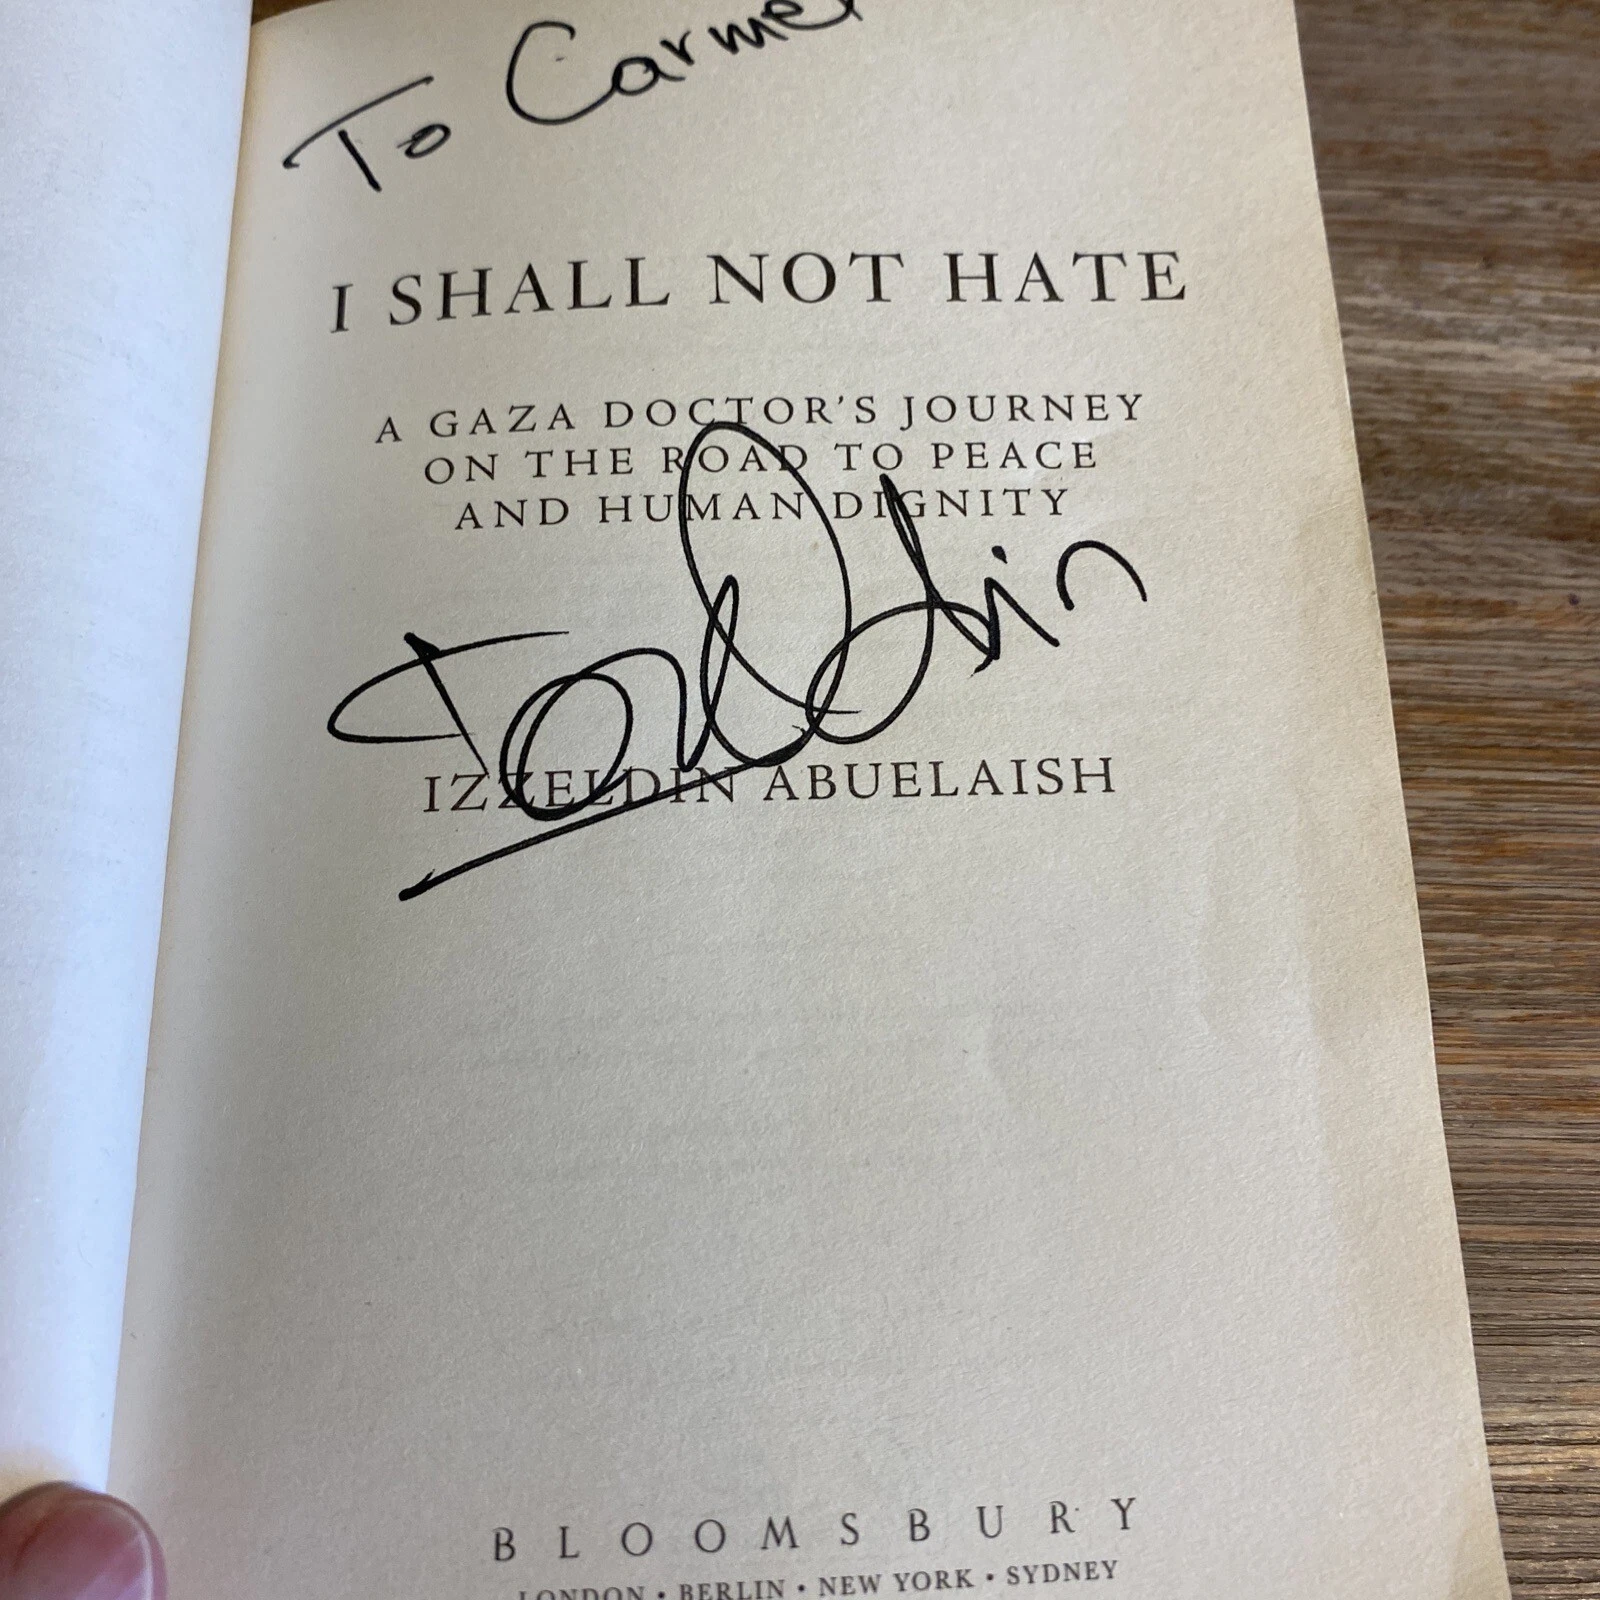 To Carme
I SHALL NOT HATE
A GAZA DOCTOR'S JOURNEY
ON THE ROAD TO PEACE
AND HUMAN DIGNITY
IZZELDIN ABUELAISH
BLOOMSBURY
LONDON • BERLIN • NEW YORK • SYDNEY